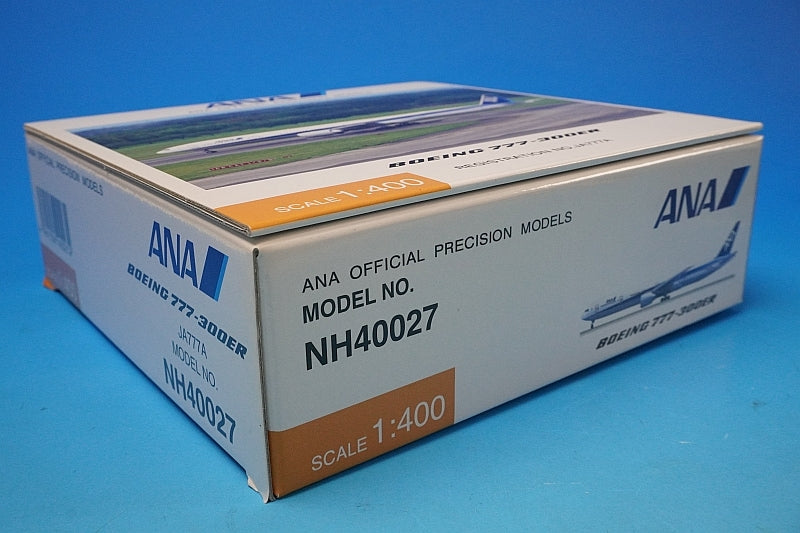 ANA
BOEING 777-300ER
REGISTRATION NO.JA777A
SCALE 1:400
ANA OFFICIAL PRECISION MODELS
ANA
BOEING 777-300ER
JA777A
MODEL NO.
NH40027
ANA OFFICIAL PRECISION MODELS
MODEL NO.
NH40027
SCALE 1:400
ANA
BOEING 777-300ER